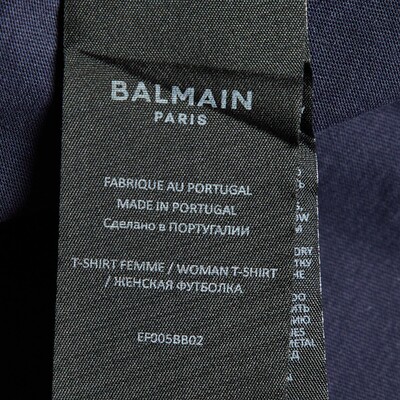 BALMAIN
PARIS
FABRIQUE AU PORTUGAL
MADE IN PORTUGAL
Сделано в ПОРТУГАЛИИ
T-SHIRT FEMME / WOMAN T-SHIRT
/ ЖЕНСКАЯ ФУТБОЛКА
EF005BB02